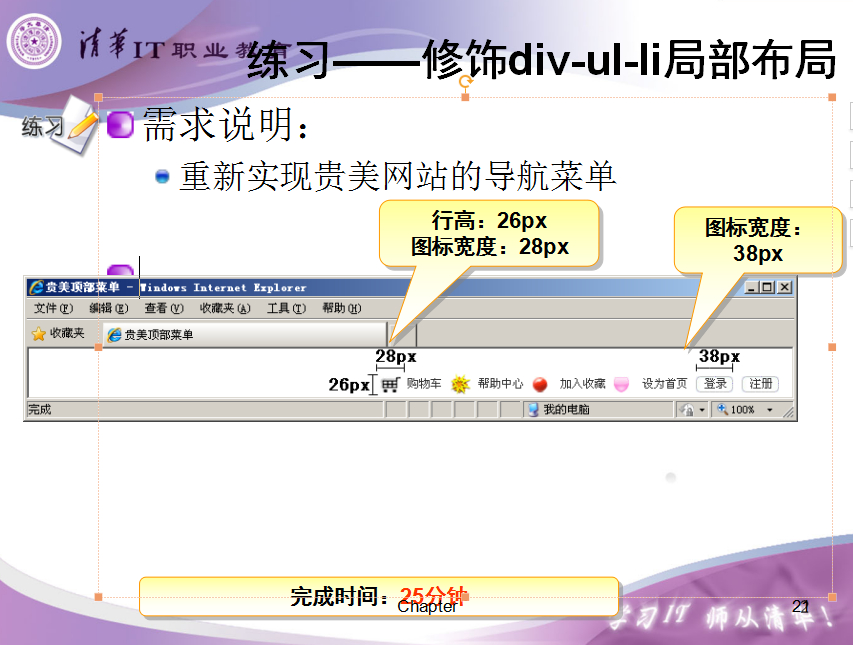 清华IT职业教育
练习——修饰div-ul-li局部布局
练习
需求说明：
重新实现贵美网站的导航菜单
行高：26px
图标宽度：28px
图标宽度：
38px
贵美顶部菜单 - Windows Internet Explorer
文件(F) 编辑(E) 查看(V) 收藏夹(A) 工具(T) 帮助(H)
收藏夹 贵美顶部菜单
28px 38px
26px 购物车 帮助中心 加入收藏 设为首页 登录 注册
完成 我的电脑 100%
完成时间：25分钟
Chapter
学习IT 师从清华！